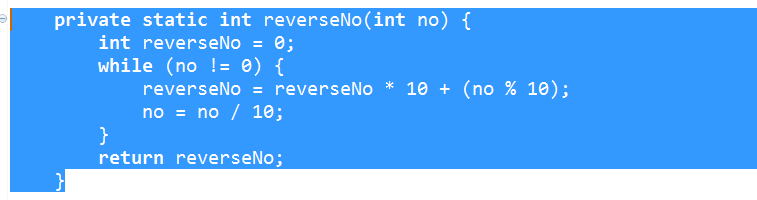 private static int reverseNo(int no) {
int reverseNo = 0;
while (no != 0) {
reverseNo = reverseNo * 10 + (no % 10);
no = no / 10;
}
return reverseNo;
}